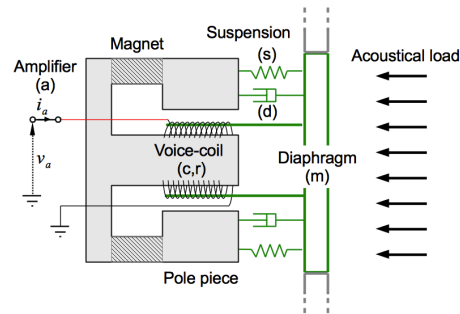 Suspension
(s)
Magnet
Acoustical load
Amplifier
(a)
i_a
(d)
Voice-coil
(c,r)
Diaphragm
(m)
v_a
Pole piece